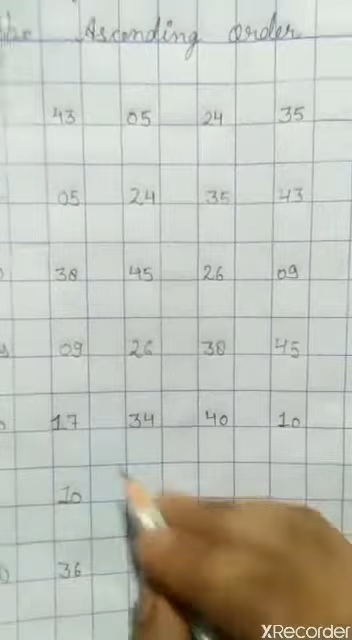 Ascending order
43 05 24 35
05 24 35 43
38 45 26 09
09 26 38 45
17 34 40 10
10
36
XRecorder